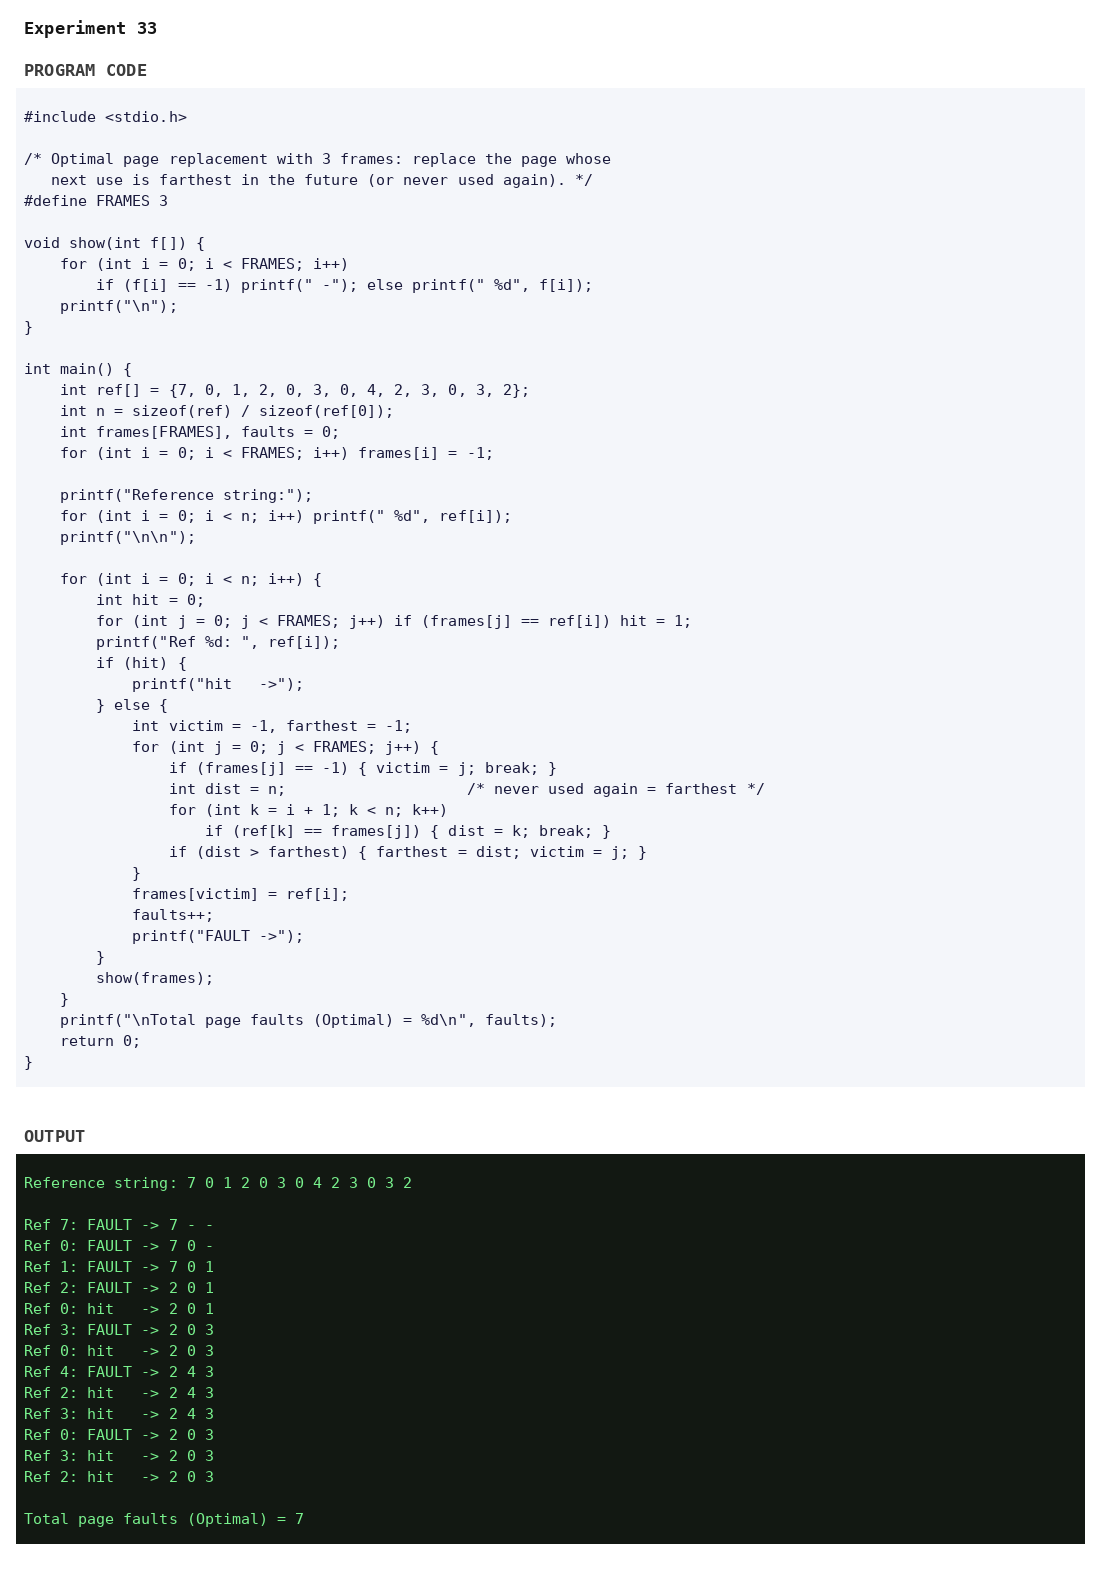 Experiment 33
PROGRAM CODE
#include <stdio.h>

/* Optimal page replacement with 3 frames: replace the page whose
   next use is farthest in the future (or never used again). */
#define FRAMES 3

void show(int f[]) {
    for (int i = 0; i < FRAMES; i++)
        if (f[i] == -1) printf(" -"); else printf(" %d", f[i]);
    printf("\n");
}

int main() {
    int ref[] = {7, 0, 1, 2, 0, 3, 0, 4, 2, 3, 0, 3, 2};
    int n = sizeof(ref) / sizeof(ref[0]);
    int frames[FRAMES], faults = 0;
    for (int i = 0; i < FRAMES; i++) frames[i] = -1;

    printf("Reference string:");
    for (int i = 0; i < n; i++) printf(" %d", ref[i]);
    printf("\n\n");

    for (int i = 0; i < n; i++) {
        int hit = 0;
        for (int j = 0; j < FRAMES; j++) if (frames[j] == ref[i]) hit = 1;
        printf("Ref %d: ", ref[i]);
        if (hit) {
            printf("hit   ->");
        } else {
            int victim = -1, farthest = -1;
            for (int j = 0; j < FRAMES; j++) {
                if (frames[j] == -1) { victim = j; break; }
                int dist = n;                    /* never used again = farthest */
                for (int k = i + 1; k < n; k++)
                    if (ref[k] == frames[j]) { dist = k; break; }
                if (dist > farthest) { farthest = dist; victim = j; }
            }
            frames[victim] = ref[i];
            faults++;
            printf("FAULT ->");
        }
        show(frames);
    }
    printf("\nTotal page faults (Optimal) = %d\n", faults);
    return 0;
}

OUTPUT
Reference string: 7 0 1 2 0 3 0 4 2 3 0 3 2

Ref 7: FAULT -> 7 - -
Ref 0: FAULT -> 7 0 -
Ref 1: FAULT -> 7 0 1
Ref 2: FAULT -> 2 0 1
Ref 0: hit   -> 2 0 1
Ref 3: FAULT -> 2 0 3
Ref 0: hit   -> 2 0 3
Ref 4: FAULT -> 2 4 3
Ref 2: hit   -> 2 4 3
Ref 3: hit   -> 2 4 3
Ref 0: FAULT -> 2 0 3
Ref 3: hit   -> 2 0 3
Ref 2: hit   -> 2 0 3

Total page faults (Optimal) = 7